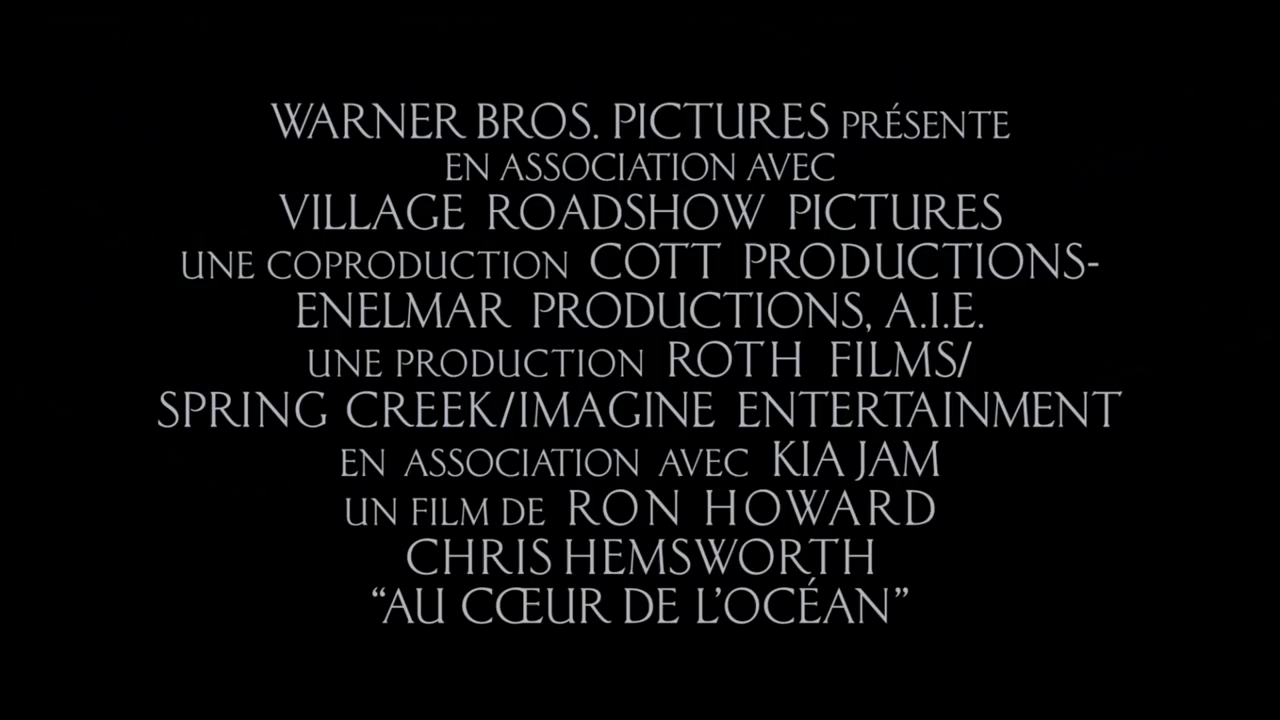 WARNER BROS. PICTURES PRÉSENTE
EN ASSOCIATION AVEC
VILLAGE ROADSHOW PICTURES
UNE COPRODUCTION COTT PRODUCTIONS-
ENELMAR PRODUCTIONS, A.I.E.
UNE PRODUCTION ROTH FILMS/
SPRING CREEK/IMAGINE ENTERTAINMENT
EN ASSOCIATION AVEC KIA JAM
UN FILM DE RON HOWARD
CHRIS HEMSWORTH
“AU CŒUR DE L’OCÉAN”